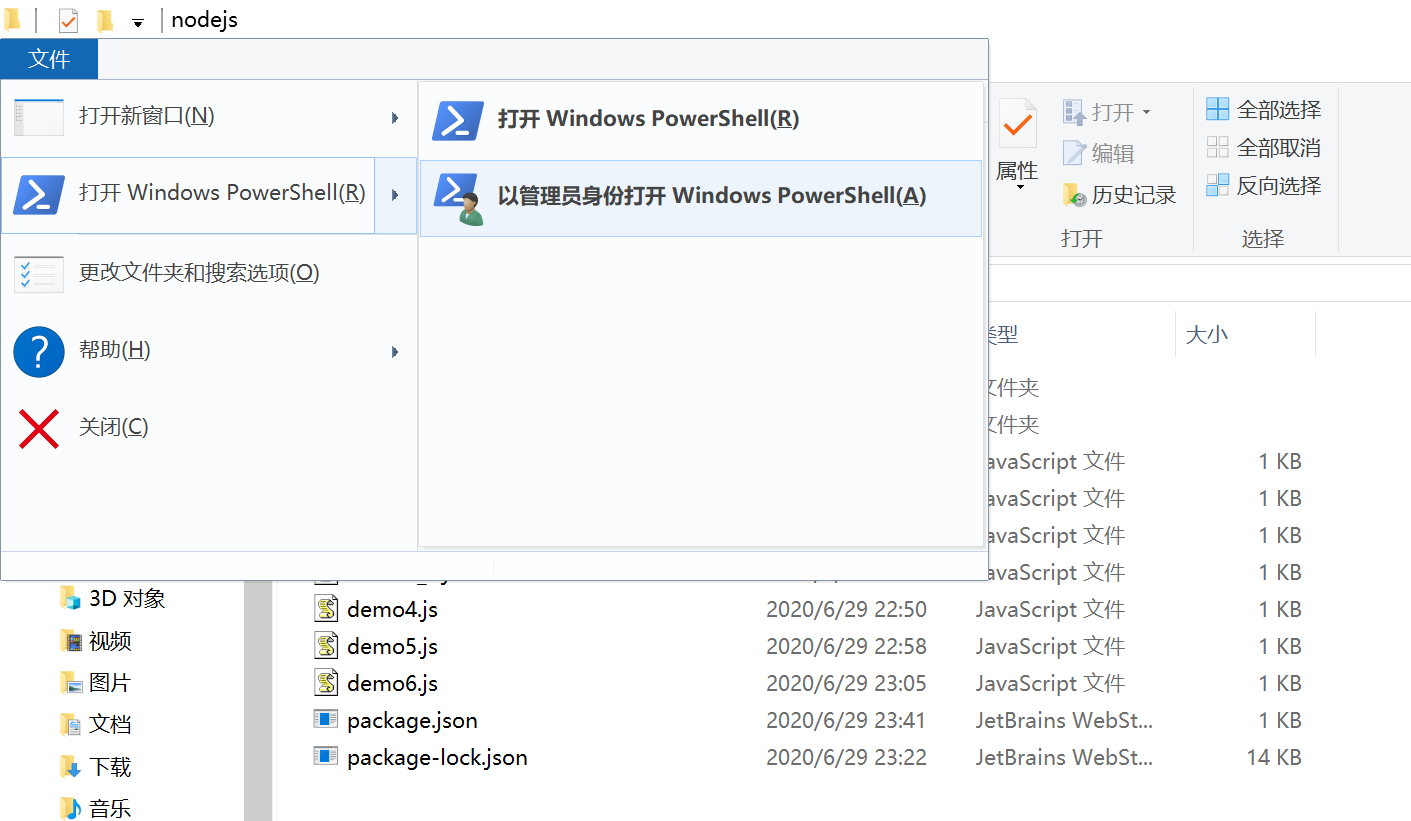 nodejs
文件
打开新窗口(N)
打开 Windows PowerShell(R)
更改文件夹和搜索选项(O)
帮助(H)
关闭(C)
打开 Windows PowerShell(R)
以管理员身份打开 Windows PowerShell(A)
属性
打开
编辑
历史记录
打开
全部选择
全部取消
反向选择
选择
类型 大小
文件夹
文件夹
JavaScript 文件 1 KB
JavaScript 文件 1 KB
JavaScript 文件 1 KB
JavaScript 文件 1 KB
demo4.js 2020/6/29 22:50 JavaScript 文件 1 KB
demo5.js 2020/6/29 22:58 JavaScript 文件 1 KB
demo6.js 2020/6/29 23:05 JavaScript 文件 1 KB
package.json 2020/6/29 23:41 JetBrains WebSt... 1 KB
package-lock.json 2020/6/29 23:22 JetBrains WebSt... 14 KB
3D 对象
视频
图片
文档
下载
音乐